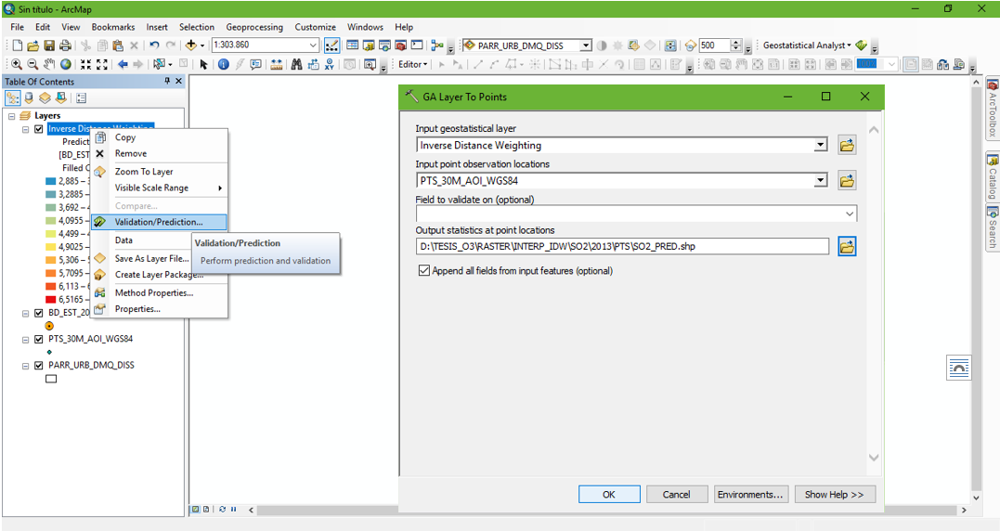 Sin título - ArcMap
File Edit View Bookmarks Insert Selection Geoprocessing Customize Windows Help
1:303.860
PARR_URB_DMQ_DISS
500
Geostatistical Analyst
Editor
100
Table Of Contents
Layers
Inverse Distance Weighting
Predict
[BD_EST
Filled C
2,885 – 3
3,2885 –
3,692 – 4
4,0955 –
4,499 – 4
4,9025 –
5,306 – 5
5,7095 –
6,113 – 6
6,5165 –
BD_EST_20
PTS_30M_AOI_WGS84
PARR_URB_DMQ_DISS
Copy
Remove
Zoom To Layer
Visible Scale Range
Compare...
Validation/Prediction...
Data
Save As Layer File...
Create Layer Package...
Method Properties...
Properties...
Validation/Prediction
Perform prediction and validation
GA Layer To Points
Input geostatistical layer
Inverse Distance Weighting
Input point observation locations
PTS_30M_AOI_WGS84
Field to validate on (optional)
Output statistics at point locations
D:\TESIS_O3\RASTER\INTERP_IDW\SO2\2013\PTS\SO2_PRED.shp
Append all fields from input features (optional)
OK Cancel Environments... Show Help >>
ArcToolbox
Catalog
Search